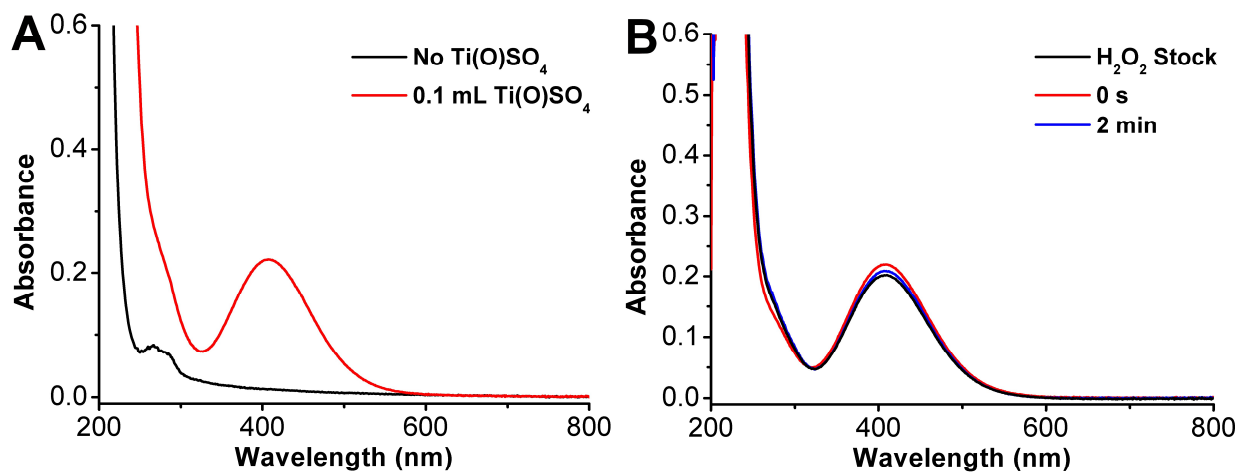 A
No Ti(O)SO₄
0.1 mL Ti(O)SO₄
Absorbance
0.6
0.4
0.2
0.0
200
400
600
800
Wavelength (nm)
B
H₂O₂ Stock
0 s
2 min
Absorbance
0.6
0.5
0.4
0.3
0.2
0.1
0.0
200
400
600
800
Wavelength (nm)